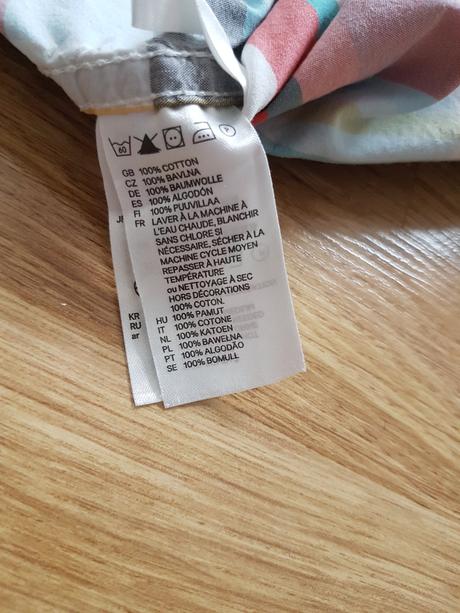 60
P
GB 100% COTTON
CZ 100% BAVLNA
DE 100% BAUMWOLLE
ES 100% ALGODÓN
FI 100% PUUVILLAA
FR LAVER À LA MACHINE À
L'EAU CHAUDE, BLANCHIR
SANS CHLORE SI
NÉCESSAIRE, SÉCHER À LA
MACHINE CYCLE MOYEN
REPASSER À HAUTE
TEMPÉRATURE
ou NETTOYAGE À SEC
HORS DÉCORATIONS
100% COTON.
HU 100% PAMUT
IT 100% COTONE
NL 100% KATOEN
PL 100% BAWEŁNA
PT 100% ALGODÃO
SE 100% BOMULL
KR
RU
ar